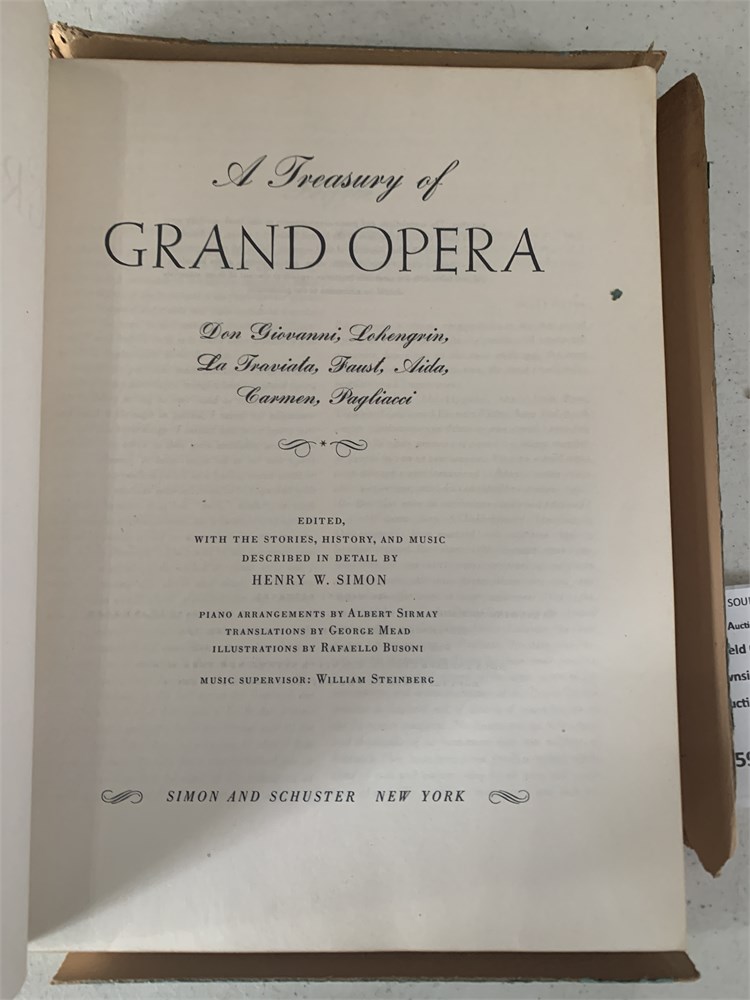 A Treasury of
GRAND OPERA
Don Giovanni, Lohengrin,
La Traviata, Faust, Aida,
Carmen, Pagliacci
EDITED,
WITH THE STORIES, HISTORY, AND MUSIC
DESCRIBED IN DETAIL BY
HENRY W. SIMON
PIANO ARRANGEMENTS BY ALBERT SIRMAY
TRANSLATIONS BY GEORGE MEAD
ILLUSTRATIONS BY RAFAELLO BUSONI
MUSIC SUPERVISOR: WILLIAM STEINBERG
SIMON AND SCHUSTER NEW YORK